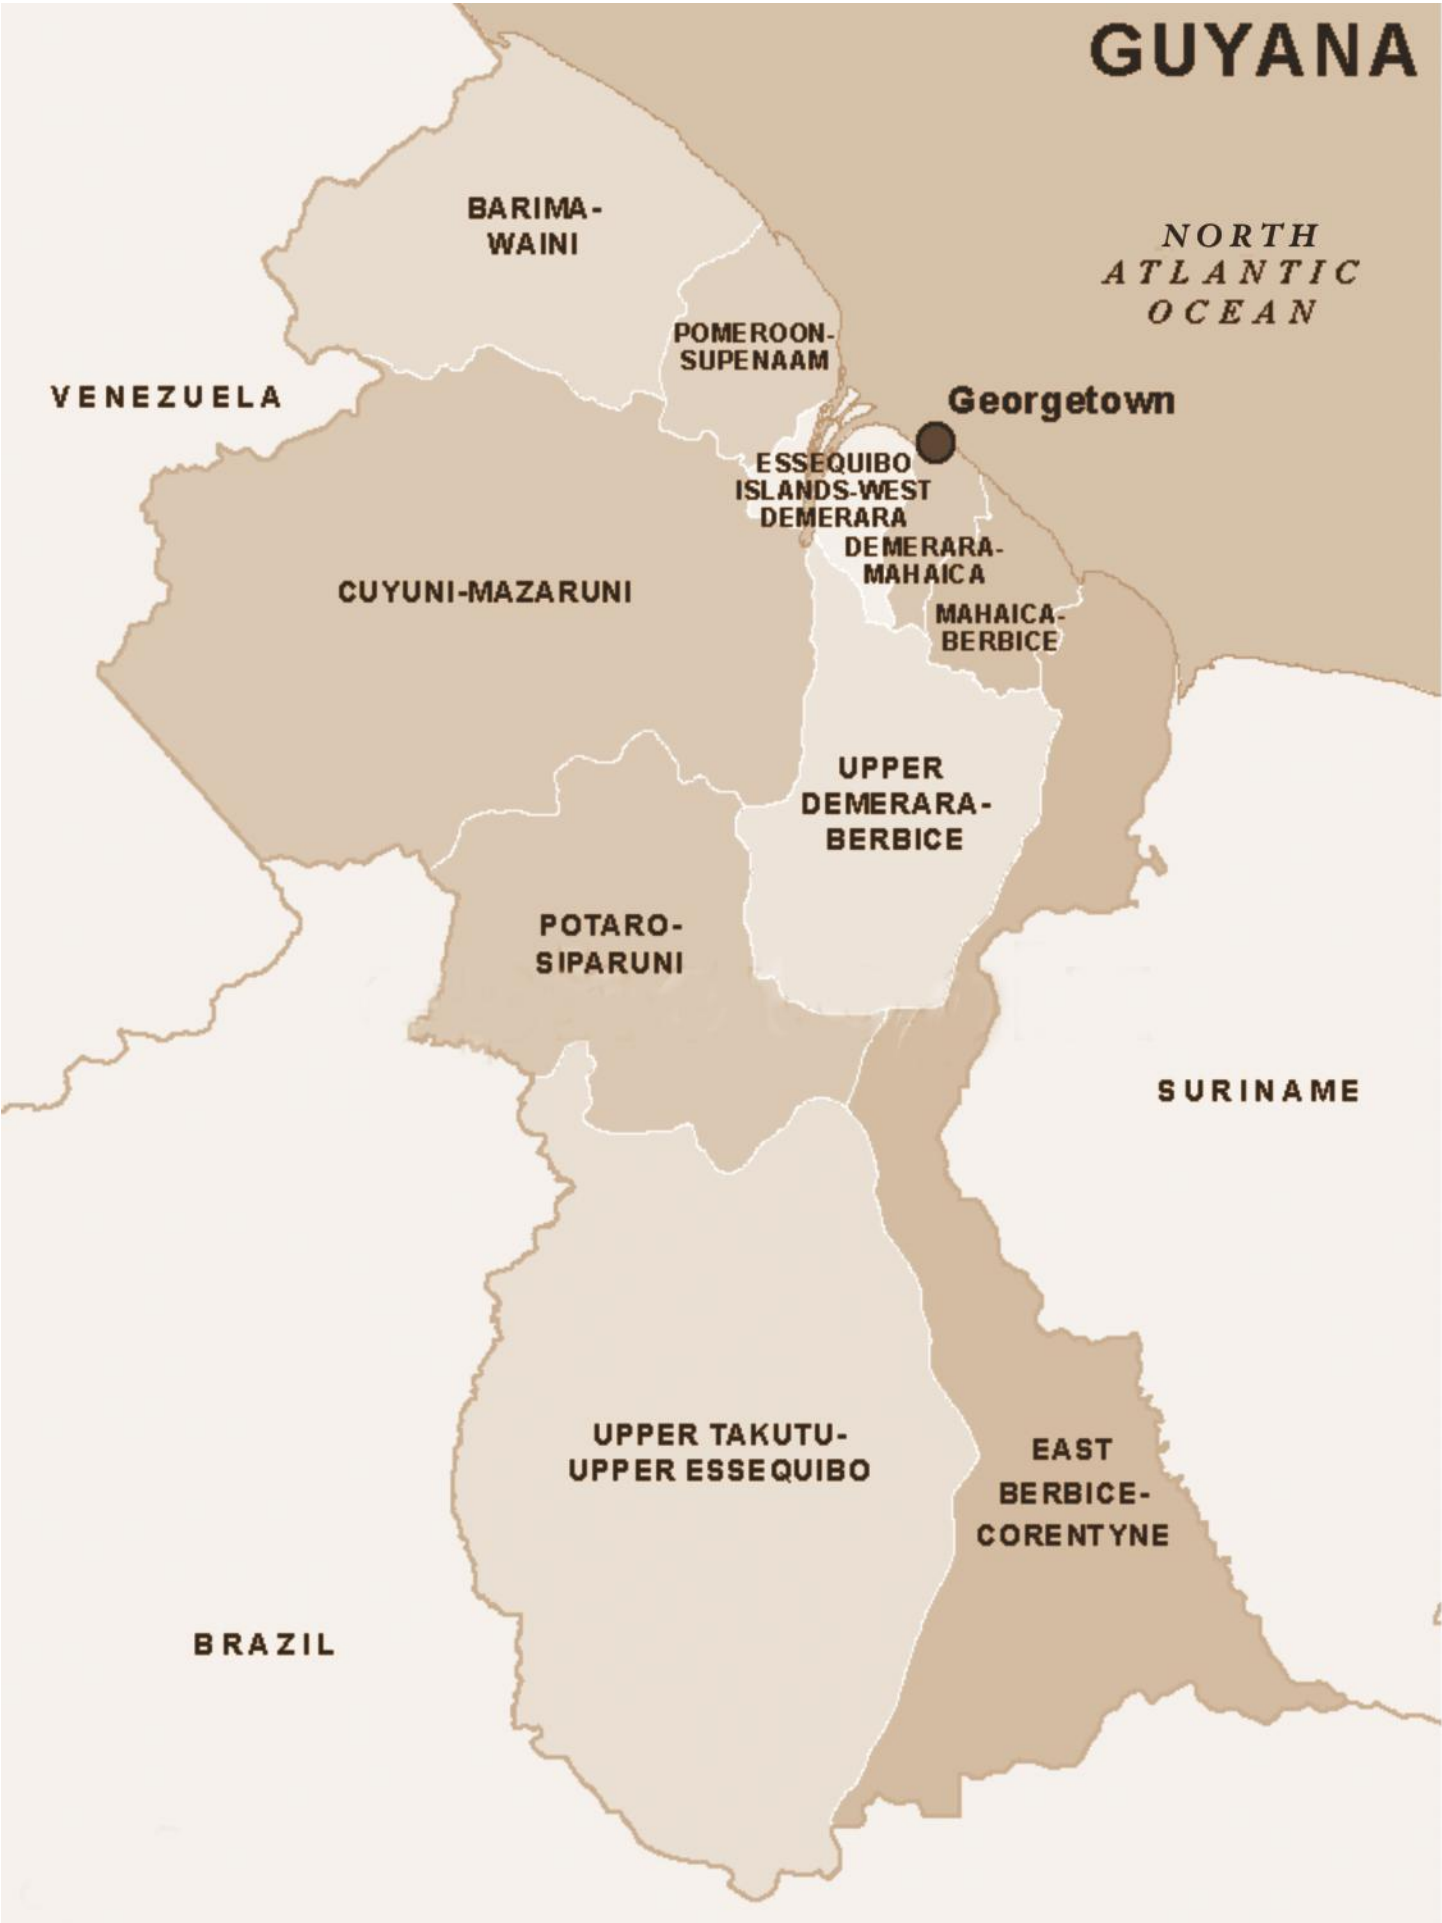 GUYANA
BARIMA-
WAINI
NORTH
ATLANTIC
OCEAN
POMEROON-
SUPENAAM
VENEZUELA
Georgetown
ESSEQUIBO
ISLANDS-WEST
DEMERARA
DEMERARA-
MAHAICA
CUYUNI-MAZARUNI
MAHAICA-
BERBICE
UPPER
DEMERARA-
BERBICE
POTARO-
SIPARUNI
SURINAME
UPPER TAKUTU-
UPPER ESSEQUIBO
EAST
BERBICE-
CORENTYNE
BRAZIL